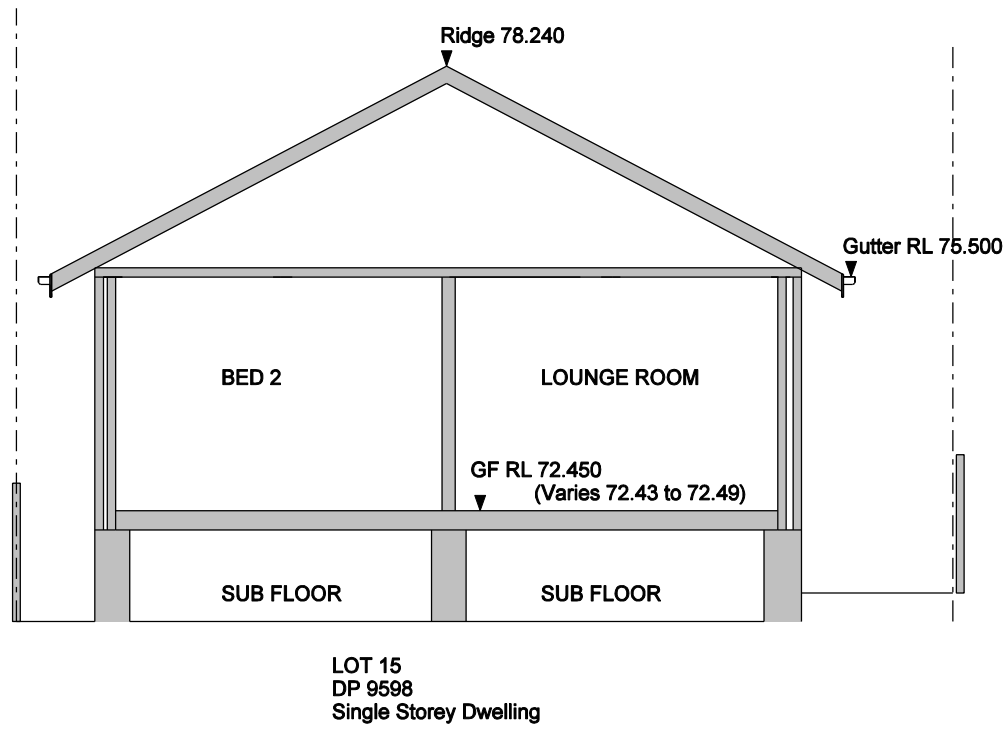 Ridge 78.240
Gutter RL 75.500
BED 2
LOUNGE ROOM
GF RL 72.450
(Varies 72.43 to 72.49)
SUB FLOOR
SUB FLOOR
LOT 15
DP 9598
Single Storey Dwelling